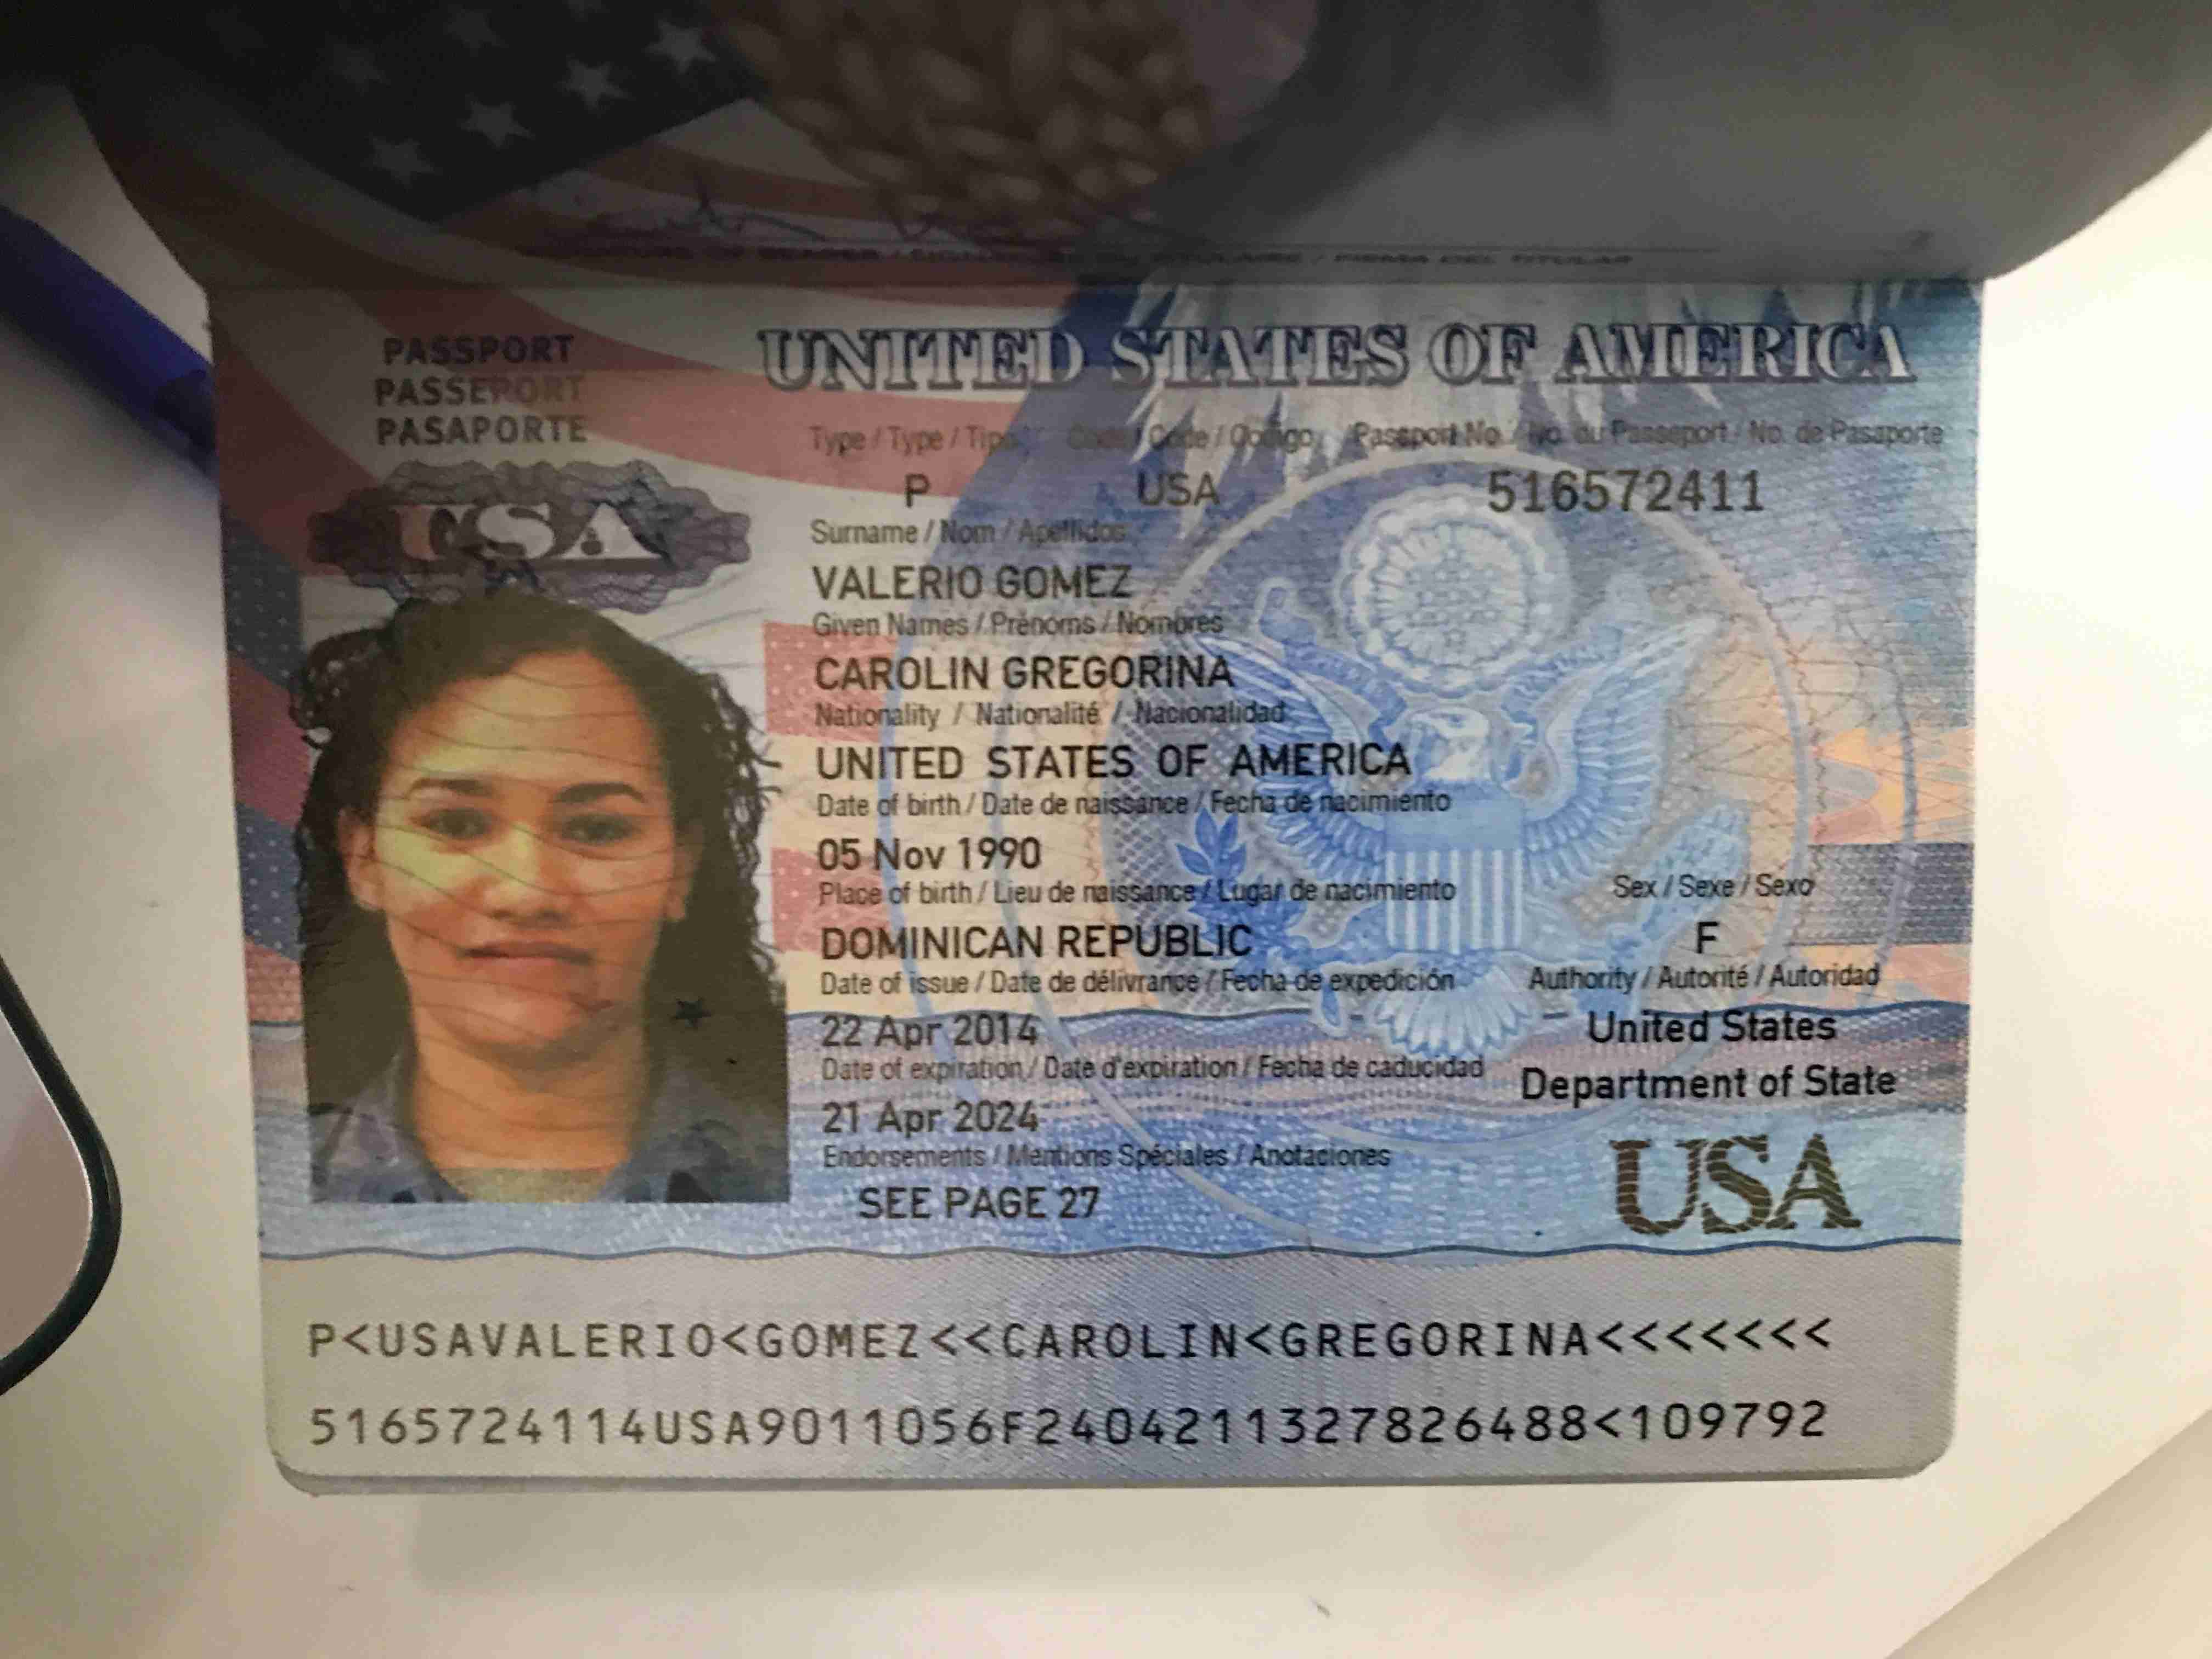 PASSPORT
PASSEPORT
PASAPORTE
USA
UNITED STATES OF AMERICA
Type / Type / Tipo Code / Code / Codigo Passport No. / No. du Passeport / No. de Pasaporte
P USA 516572411
Surname / Nom / Apellidos
VALERIO GOMEZ
Given Names / Prénoms / Nombres
CAROLIN GREGORINA
Nationality / Nationalité / Nacionalidad
UNITED STATES OF AMERICA
Date of birth / Date de naissance / Fecha de nacimiento
05 Nov 1990
Place of birth / Lieu de naissance / Lugar de nacimiento Sex / Sexe / Sexo
DOMINICAN REPUBLIC F
Date of issue / Date de délivrance / Fecha de expedición Authority / Autorité / Autoridad
22 Apr 2014 United States
Date of expiration / Date d'expiration / Fecha de caducidad Department of State
21 Apr 2024
Endorsements / Mentions Spéciales / Anotaciones
SEE PAGE 27
USA
P<USAVALERIO<GOMEZ<<CAROLIN<GREGORINA<<<<<<<
5165724114USA9011056F2404211327826488<109792